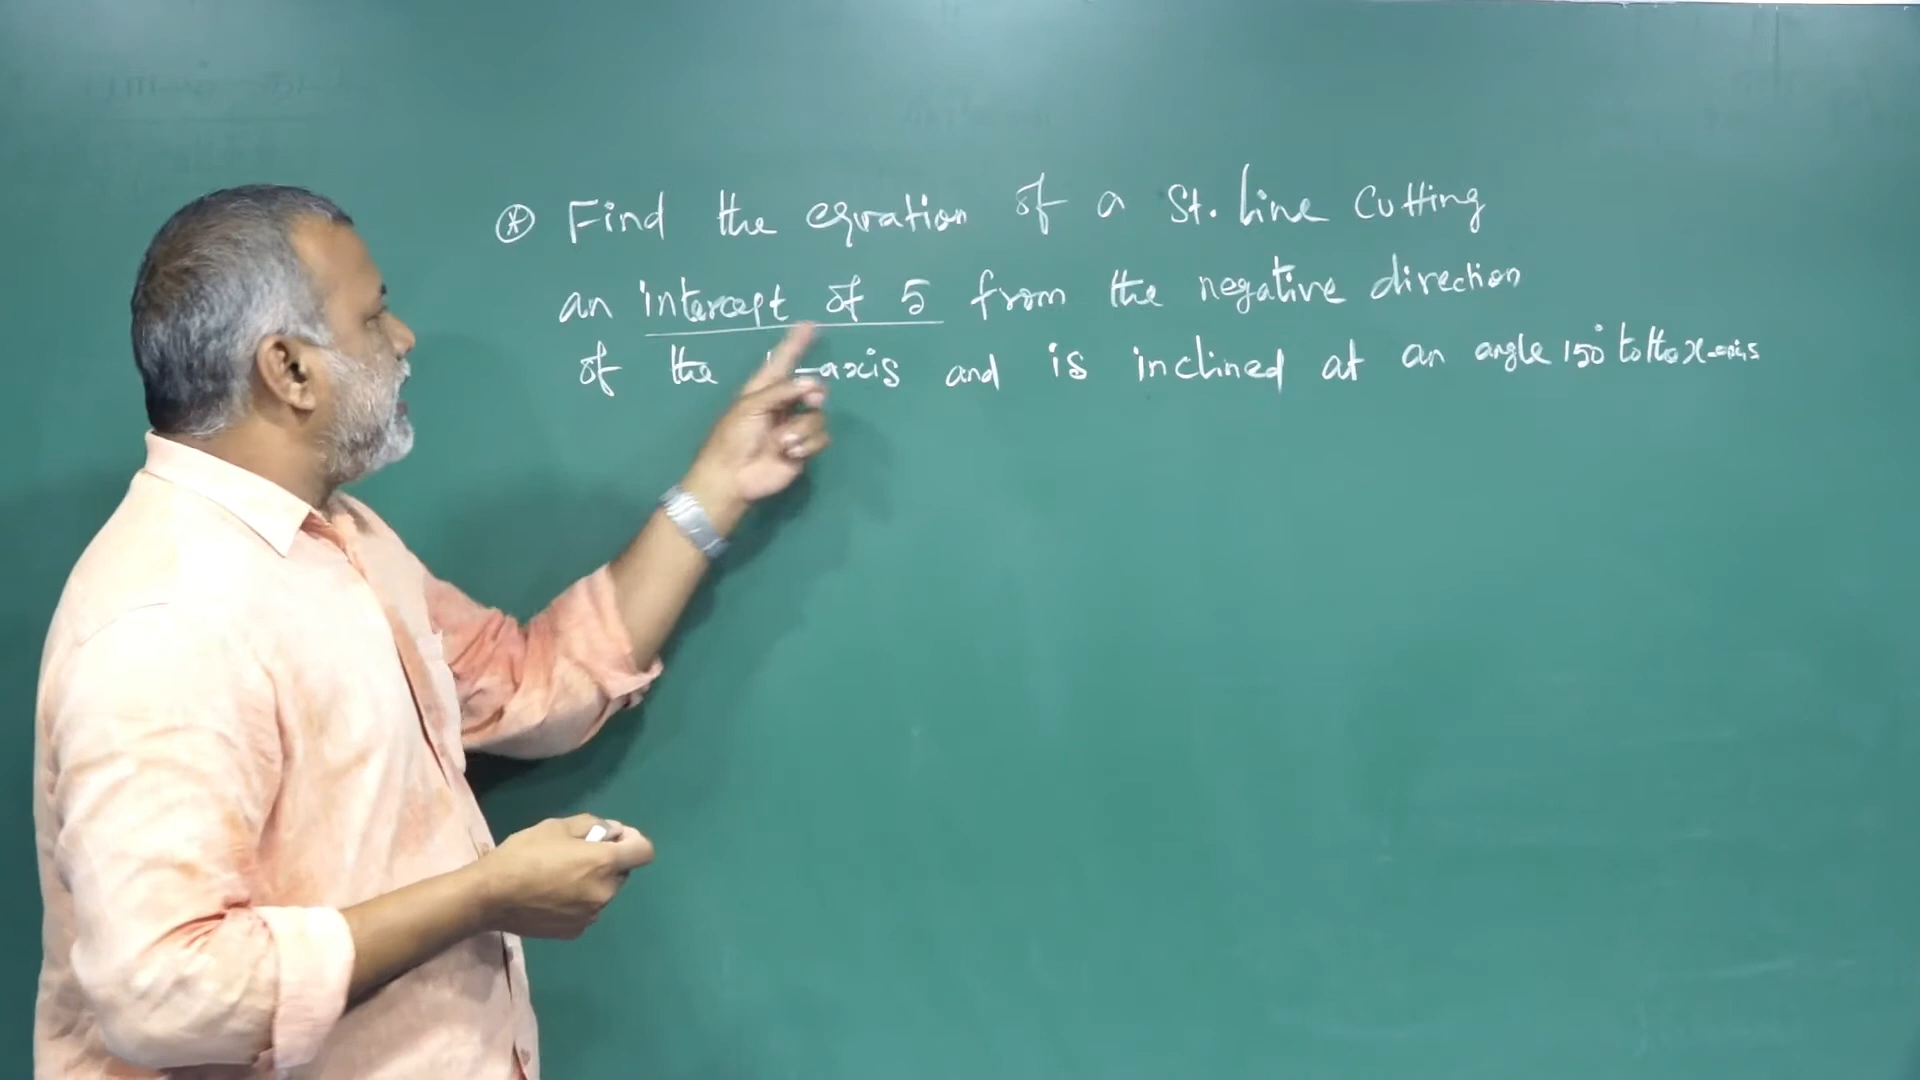 * Find the equation of a St. line cutting
an intercept of 5 from the negative direction
of the -axis and is inclined at an angle 150° to the x-axis